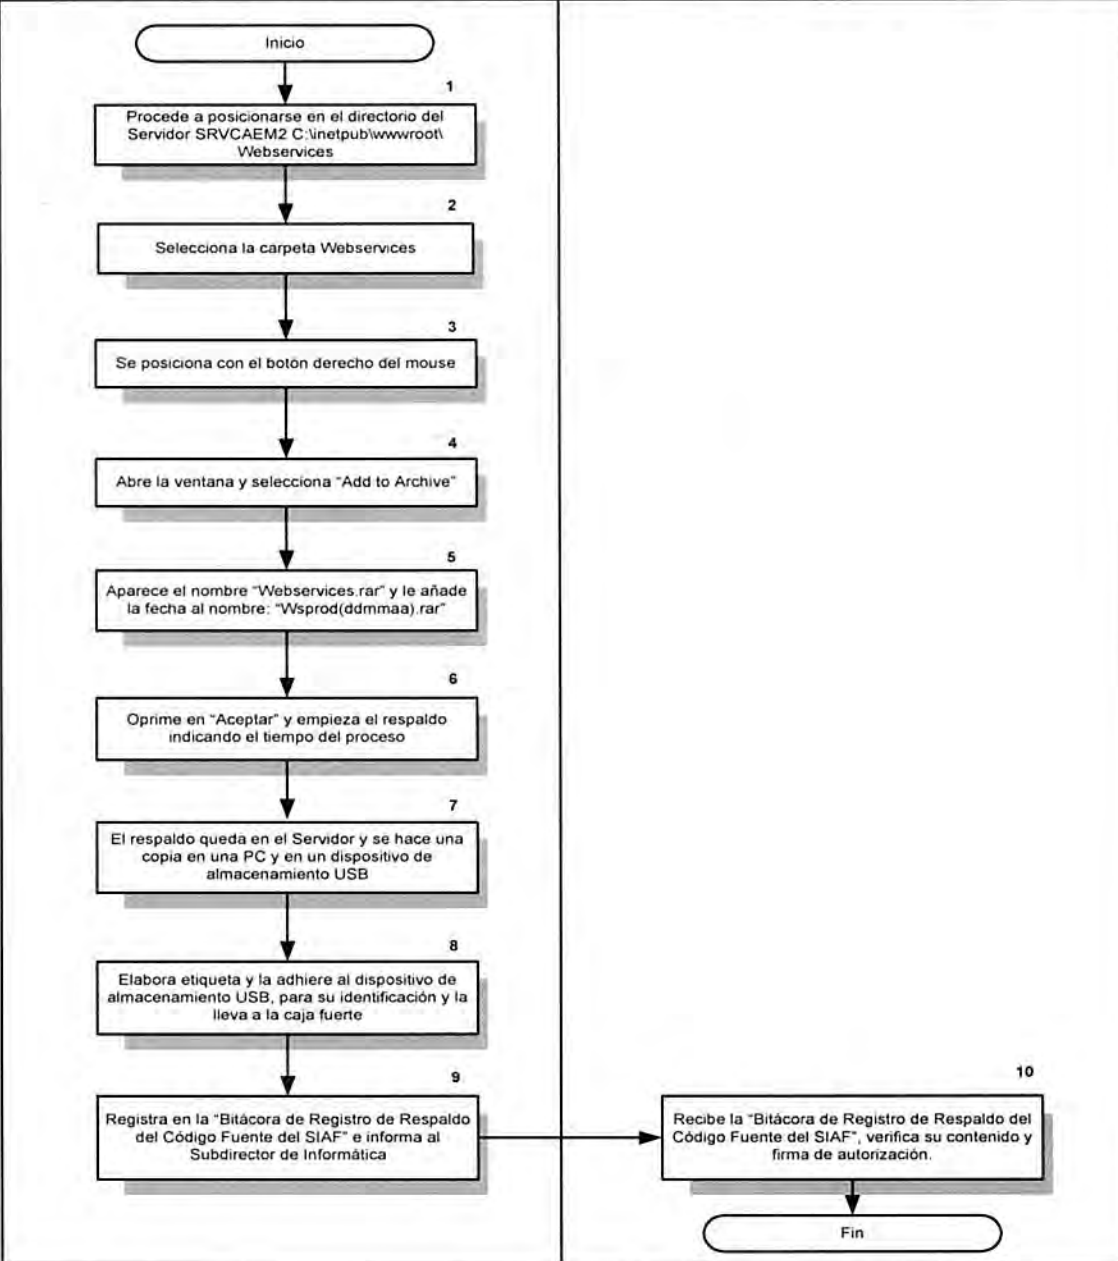 Inicio
1
Procede a posicionarse en el directorio del
Servidor SRVCAEM2 C:\inetpub\wwwroot\
Webservices
2
Selecciona la carpeta Webservices
3
Se posiciona con el botón derecho del mouse
4
Abre la ventana y selecciona "Add to Archive"
5
Aparece el nombre "Webservices.rar" y le añade
la fecha al nombre: "Wsprod(ddmmaa).rar"
6
Oprime en "Aceptar" y empieza el respaldo
indicando el tiempo del proceso
7
El respaldo queda en el Servidor y se hace una
copia en una PC y en un dispositivo de
almacenamiento USB
8
Elabora etiqueta y la adhiere al dispositivo de
almacenamiento USB, para su identificación y la
lleva a la caja fuerte
9
Registra en la "Bitácora de Registro de Respaldo
del Código Fuente del SIAF" e informa al
Subdirector de Informática
10
Recibe la "Bitácora de Registro de Respaldo del
Código Fuente del SIAF", verifica su contenido y
firma de autorización.
Fin